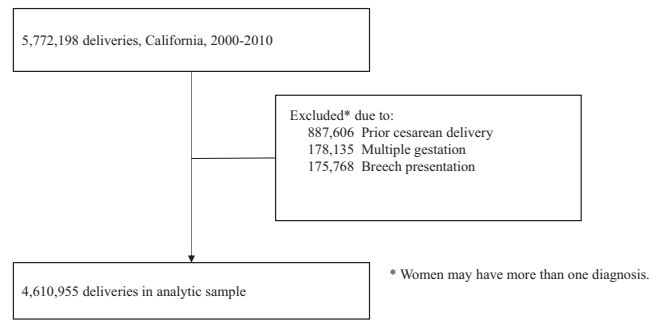 5,772,198 deliveries, California, 2000-2010
Excluded* due to:
887,606 Prior cesarean delivery
178,135 Multiple gestation
175,768 Breech presentation
4,610,955 deliveries in analytic sample
* Women may have more than one diagnosis.